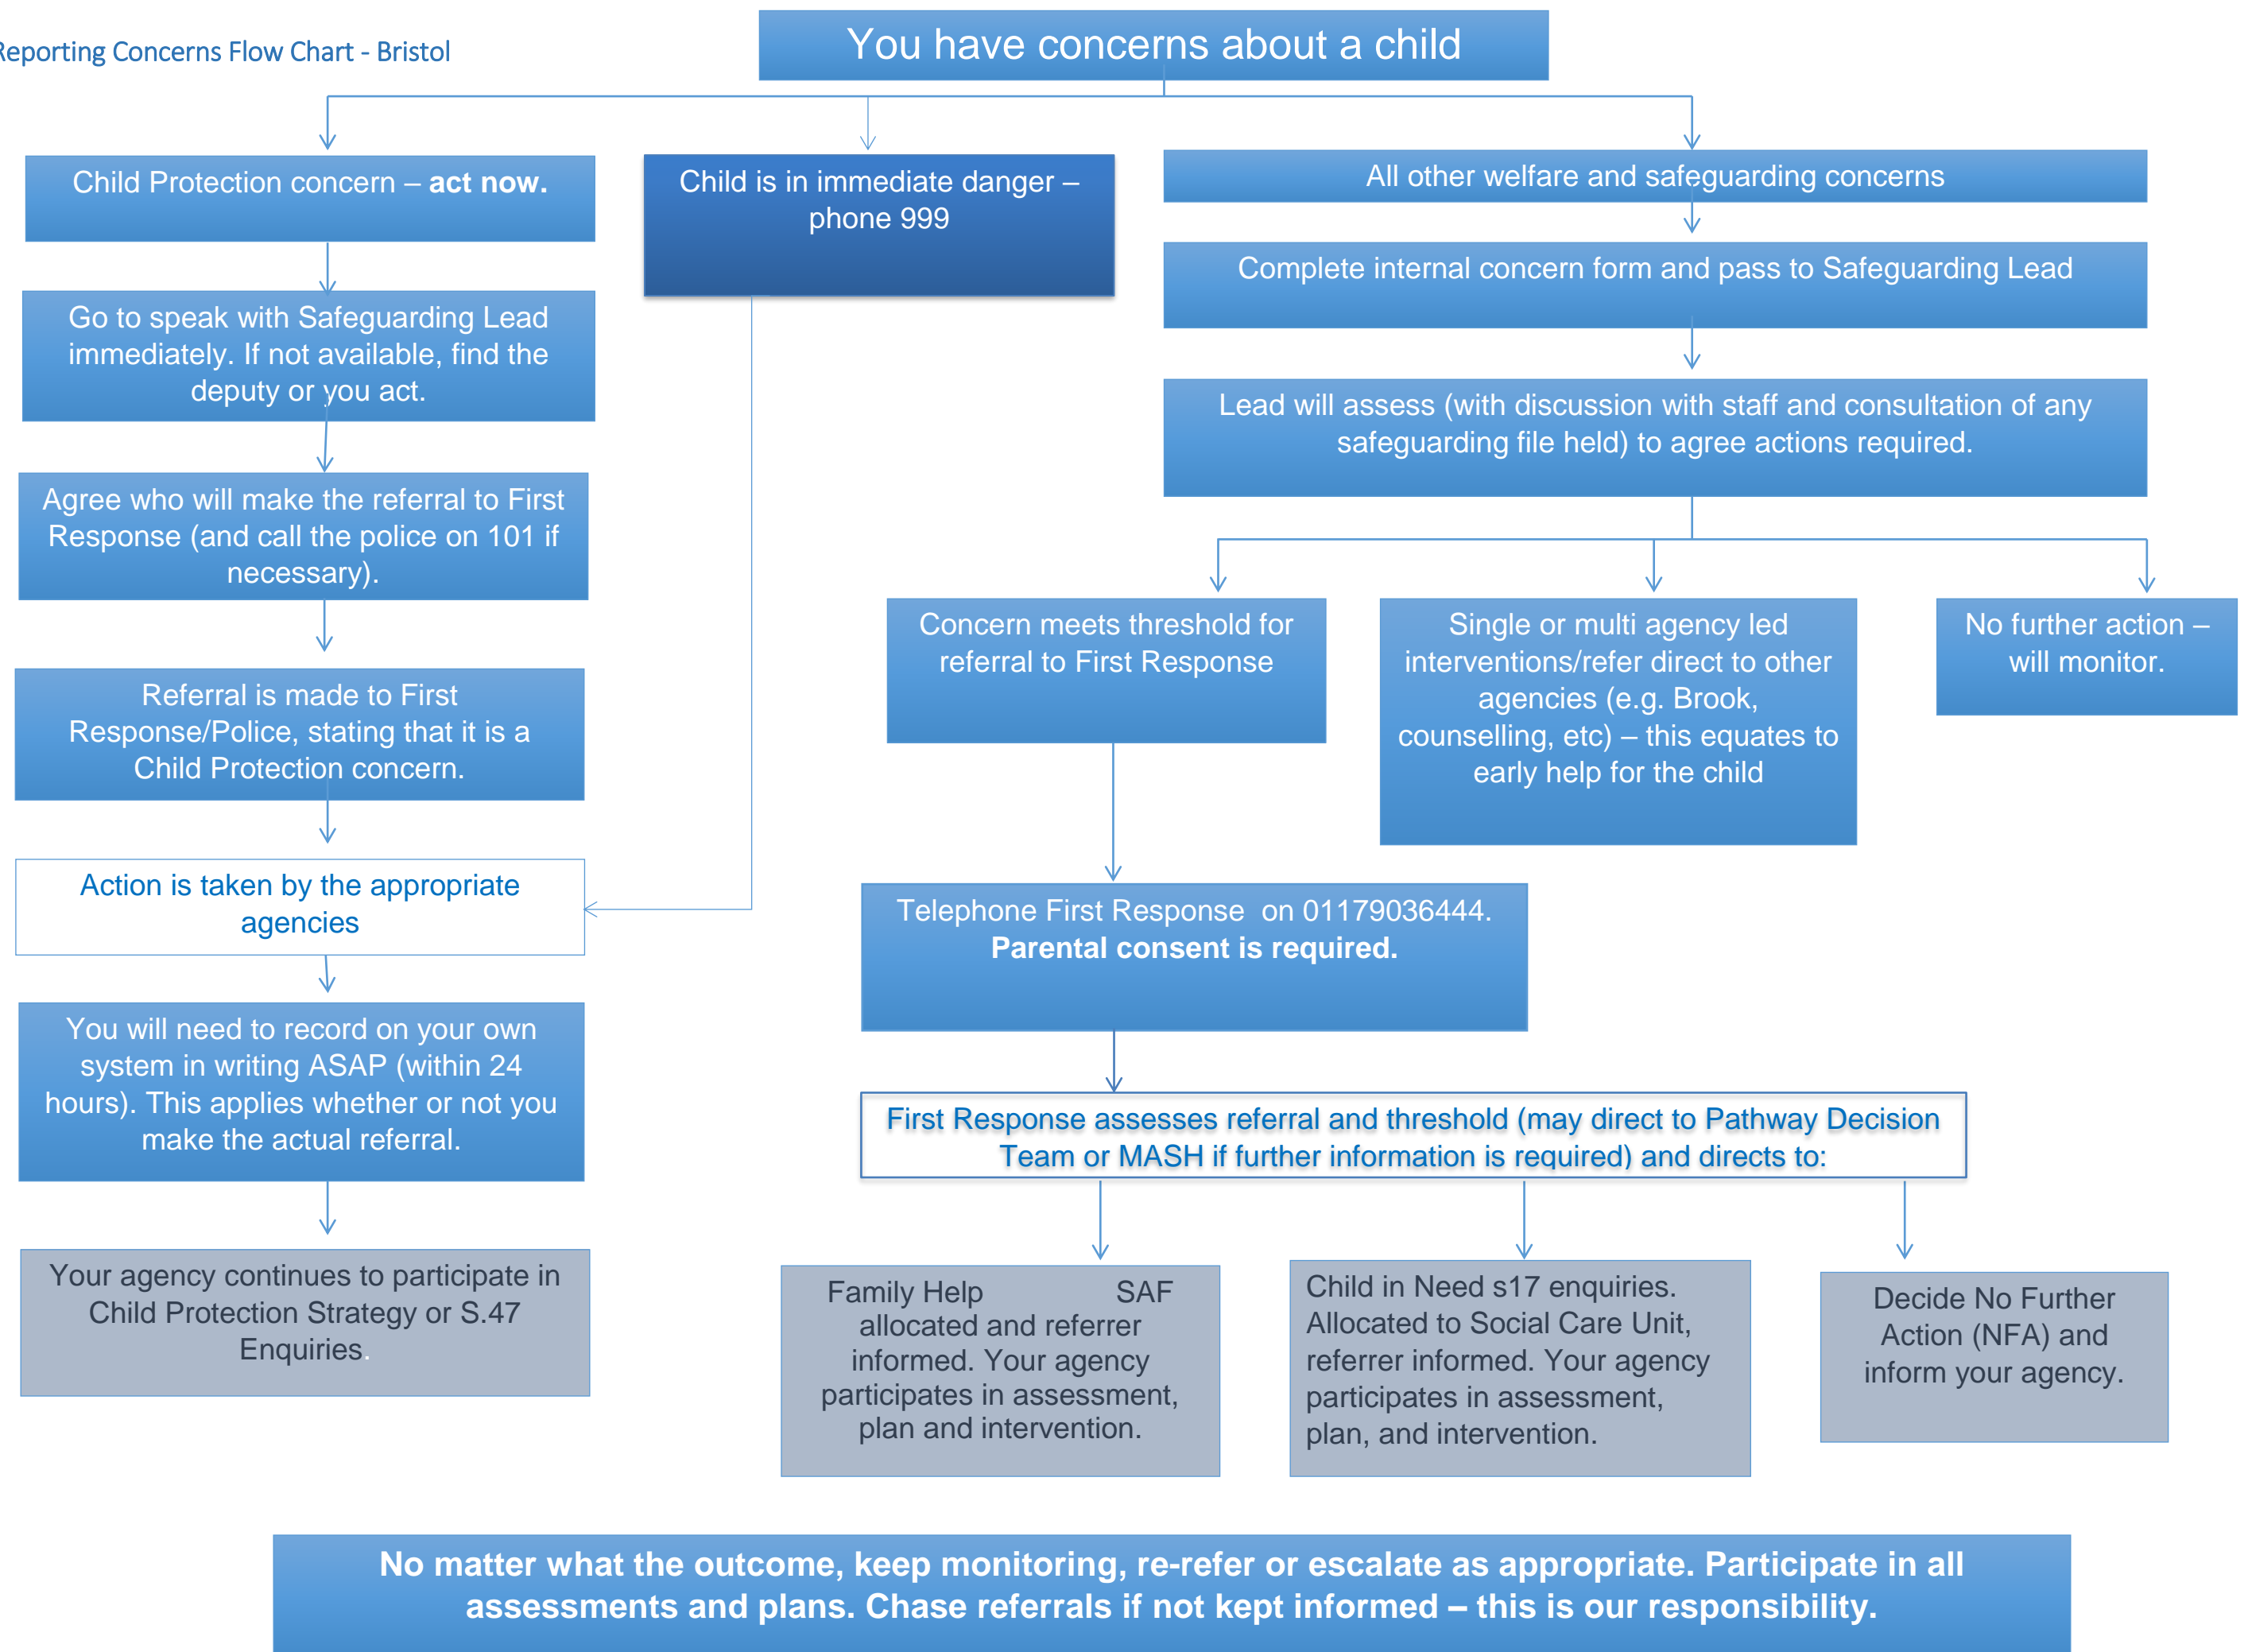 Reporting Concerns Flow Chart - Bristol
You have concerns about a child
Child Protection concern – act now.
Child is in immediate danger –
phone 999
All other welfare and safeguarding concerns
Go to speak with Safeguarding Lead
immediately. If not available, find the
deputy or you act.
Complete internal concern form and pass to Safeguarding Lead
Lead will assess (with discussion with staff and consultation of any
safeguarding file held) to agree actions required.
Agree who will make the referral to First
Response (and call the police on 101 if
necessary).
Concern meets threshold for
referral to First Response
Single or multi agency led
interventions/refer direct to other
agencies (e.g. Brook,
counselling, etc) – this equates to
early help for the child
No further action –
will monitor.
Referral is made to First
Response/Police, stating that it is a
Child Protection concern.
Action is taken by the appropriate
agencies
Telephone First Response  on 01179036444.
Parental consent is required.
You will need to record on your own
system in writing ASAP (within 24
hours). This applies whether or not you
make the actual referral.
First Response assesses referral and threshold (may direct to Pathway Decision
Team or MASH if further information is required) and directs to:
Your agency continues to participate in
Child Protection Strategy or S.47
Enquiries.
Family Help SAF
allocated and referrer
informed. Your agency
participates in assessment,
plan and intervention.
Child in Need s17 enquiries.
Allocated to Social Care Unit,
referrer informed. Your agency
participates in assessment,
plan, and intervention.
Decide No Further
Action (NFA) and
inform your agency.
No matter what the outcome, keep monitoring, re-refer or escalate as appropriate. Participate in all
assessments and plans. Chase referrals if not kept informed – this is our responsibility.